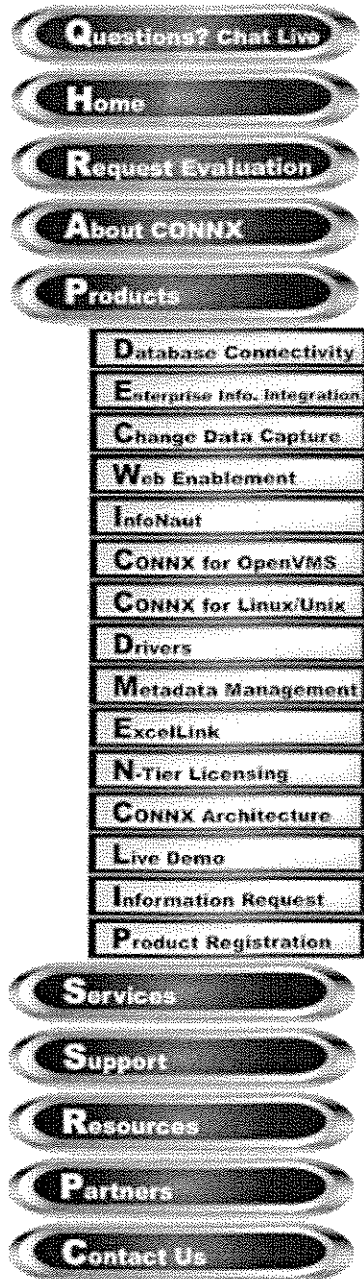 Questions? Chat Live
Home
Request Evaluation
About CONNX
Products
Database Connectivity
Enterprise Info. Integration
Change Data Capture
Web Enablement
InfoNaut
CONNX for OpenVMS
CONNX for Linux/Unix
Drivers
Metadata Management
ExcelLink
N-Tier Licensing
CONNX Architecture
Live Demo
Information Request
Product Registration
Services
Support
Resources
Partners
Contact Us